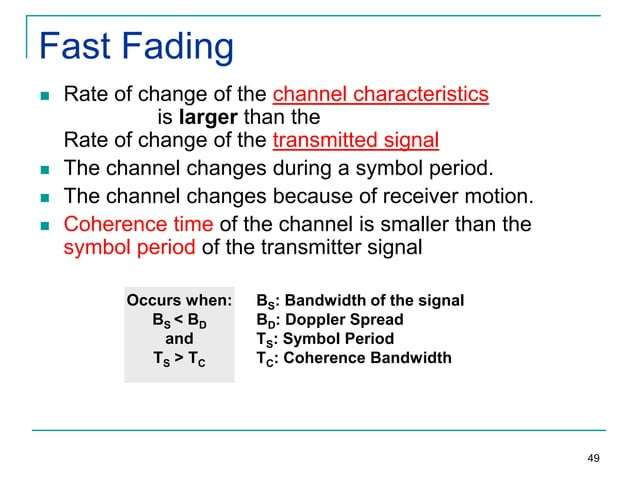 Fast Fading
Rate of change of the channel characteristics
is larger than the
Rate of change of the transmitted signal
The channel changes during a symbol period.
The channel changes because of receiver motion.
Coherence time of the channel is smaller than the
symbol period of the transmitter signal
Occurs when:
BS < BD
and
TS > TC
BS: Bandwidth of the signal
BD: Doppler Spread
TS: Symbol Period
TC: Coherence Bandwidth
49